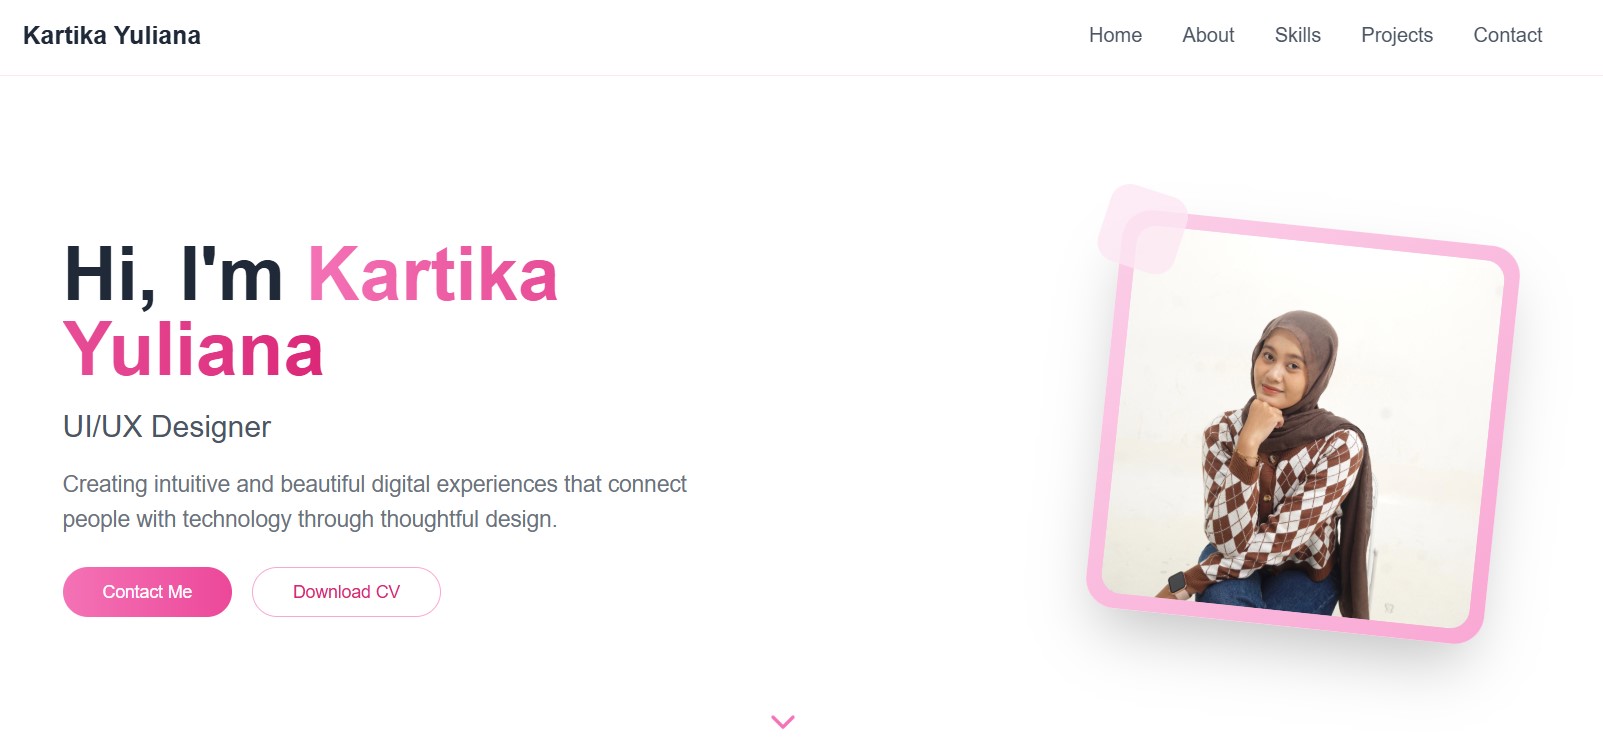 Kartika Yuliana
Home About Skills Projects Contact
Hi, I'm Kartika
Yuliana
UI/UX Designer
Creating intuitive and beautiful digital experiences that connect
people with technology through thoughtful design.
Contact Me Download CV